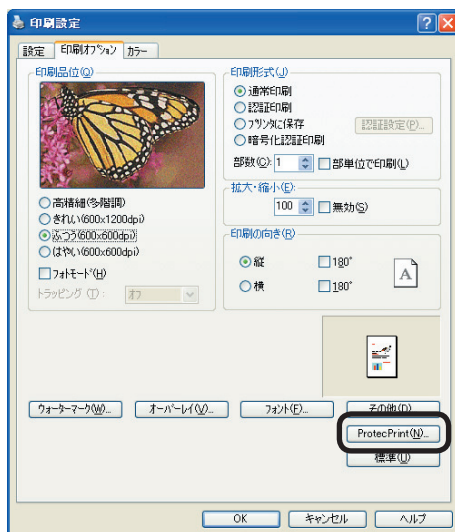 印刷設定
設定 印刷オプション カラー
印刷品位(Q)
高精細(多階調)
きれい(600x1200dpi)
ふつう(600x600dpi)
はやい(600x600dpi)
フォトモード(H)
トラッピング(T): オフ
印刷形式(J)
通常印刷
認証印刷
プリンタに保存
暗号化認証印刷
認証設定(P)...
部数(C): 1 部単位で印刷(L)
拡大・縮小(E):
100 無効(S)
印刷の向き(R)
縦 180°
横 180°
A
ウォーターマーク(W)... オーバーレイ(V)... フォント(F)... その他(D)
ProtecPrint(N)...
標準(U)
OK キャンセル ヘルプ